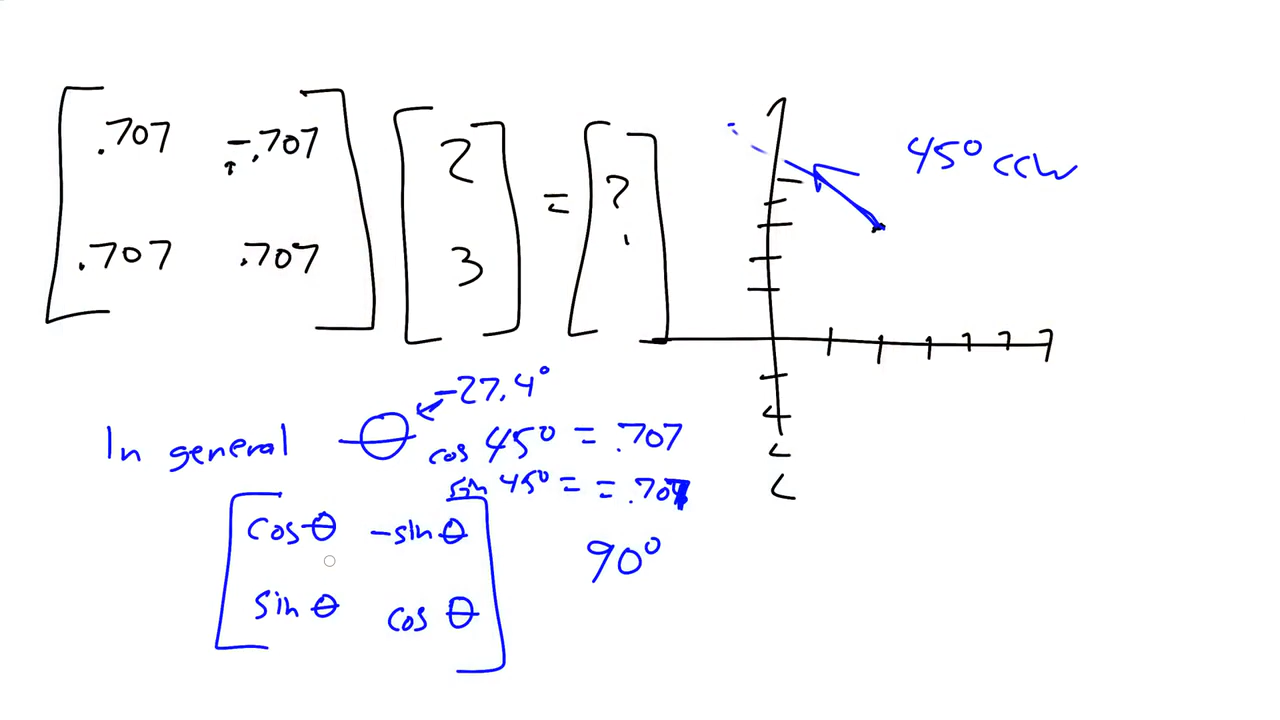 .707 -.707 2 = ?
.707 .707 3
45° ccw
-27.4°
In general θ cos 45° = .707
sin 45° = = .707
cos θ -sin θ
90°
sin θ cos θ